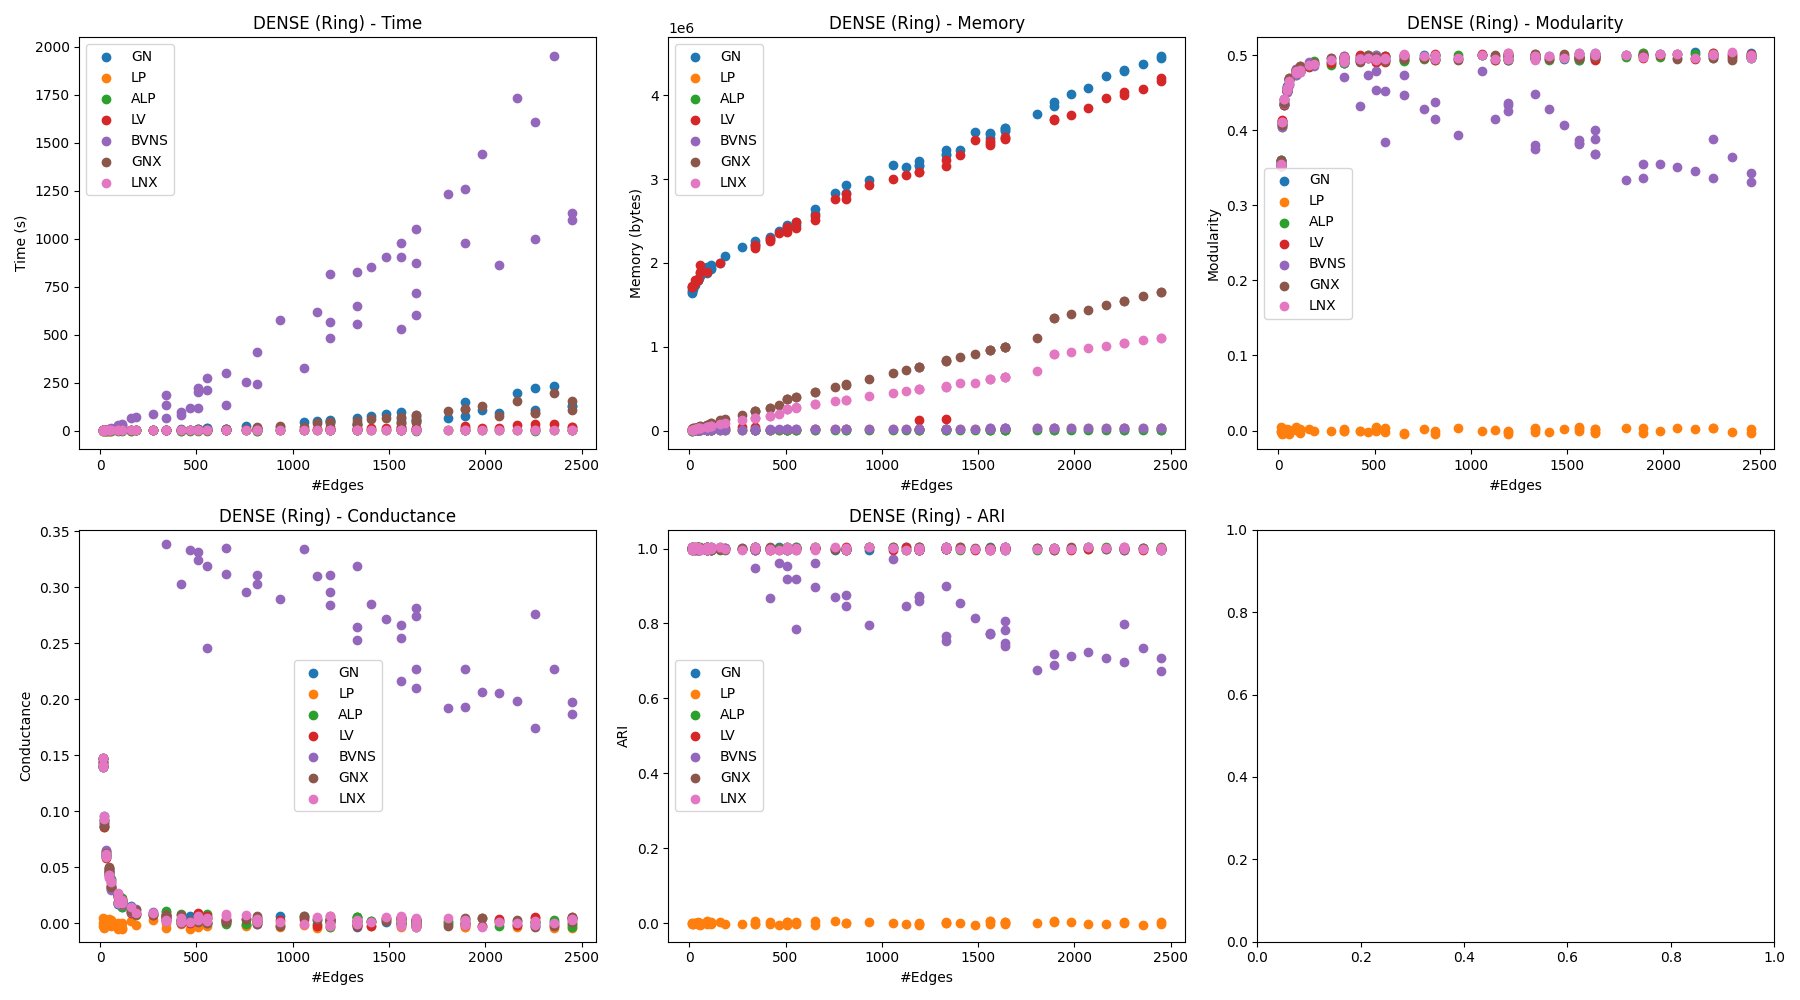 DENSE (Ring) - Time
2000
1750
1500
1250
1000
750
500
250
0
Time (s)
GN
LP
ALP
LV
BVNS
GNX
LNX
0 500 1000 1500 2000 2500
#Edges
DENSE (Ring) - Memory
1e6
4
3
2
1
0
Memory (bytes)
GN
LP
ALP
LV
BVNS
GNX
LNX
0 500 1000 1500 2000 2500
#Edges
DENSE (Ring) - Modularity
0.5
0.4
0.3
0.2
0.1
0.0
Modularity
GN
LP
ALP
LV
BVNS
GNX
LNX
0 500 1000 1500 2000 2500
#Edges
DENSE (Ring) - Conductance
0.35
0.30
0.25
0.20
0.15
0.10
0.05
0.00
Conductance
GN
LP
ALP
LV
BVNS
GNX
LNX
0 500 1000 1500 2000 2500
#Edges
DENSE (Ring) - ARI
1.0
0.8
0.6
0.4
0.2
0.0
ARI
GN
LP
ALP
LV
BVNS
GNX
LNX
0 500 1000 1500 2000 2500
#Edges
1.0
0.8
0.6
0.4
0.2
0.0
0.0 0.2 0.4 0.6 0.8 1.0